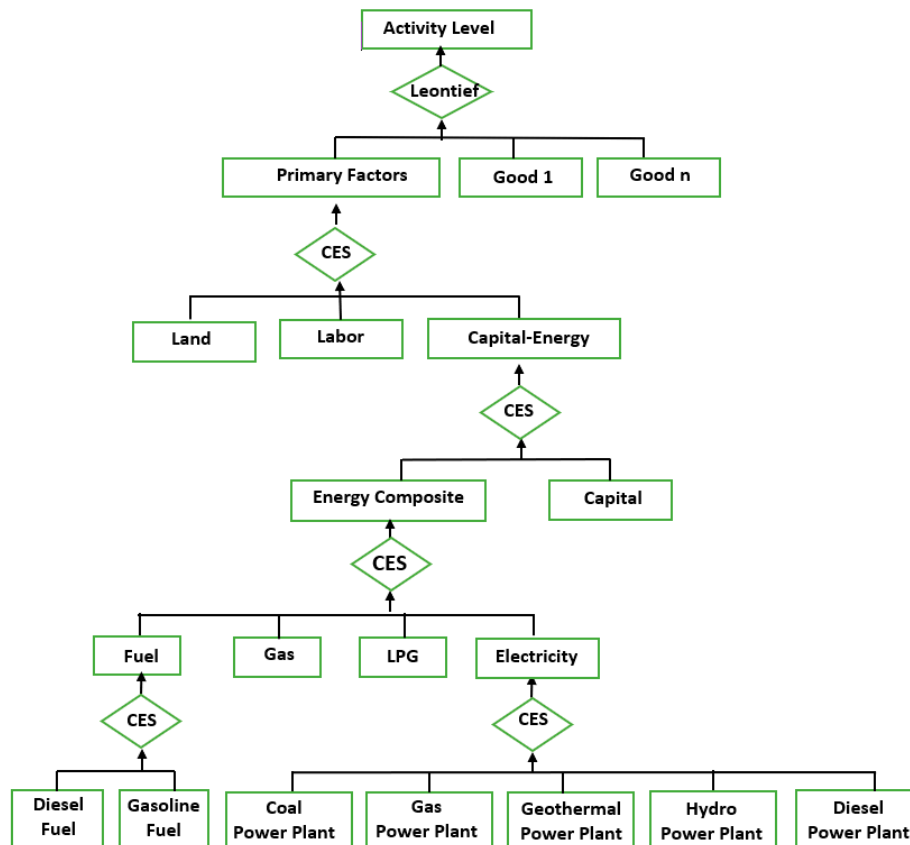 Activity Level
Leontief
Primary Factors
Good 1
Good n
CES
Land
Labor
Capital-Energy
CES
Energy Composite
Capital
CES
Fuel
Gas
LPG
Electricity
CES
CES
Diesel
Fuel
Gasoline
Fuel
Coal
Power Plant
Gas
Power Plant
Geothermal
Power Plant
Hydro
Power Plant
Diesel
Power Plant